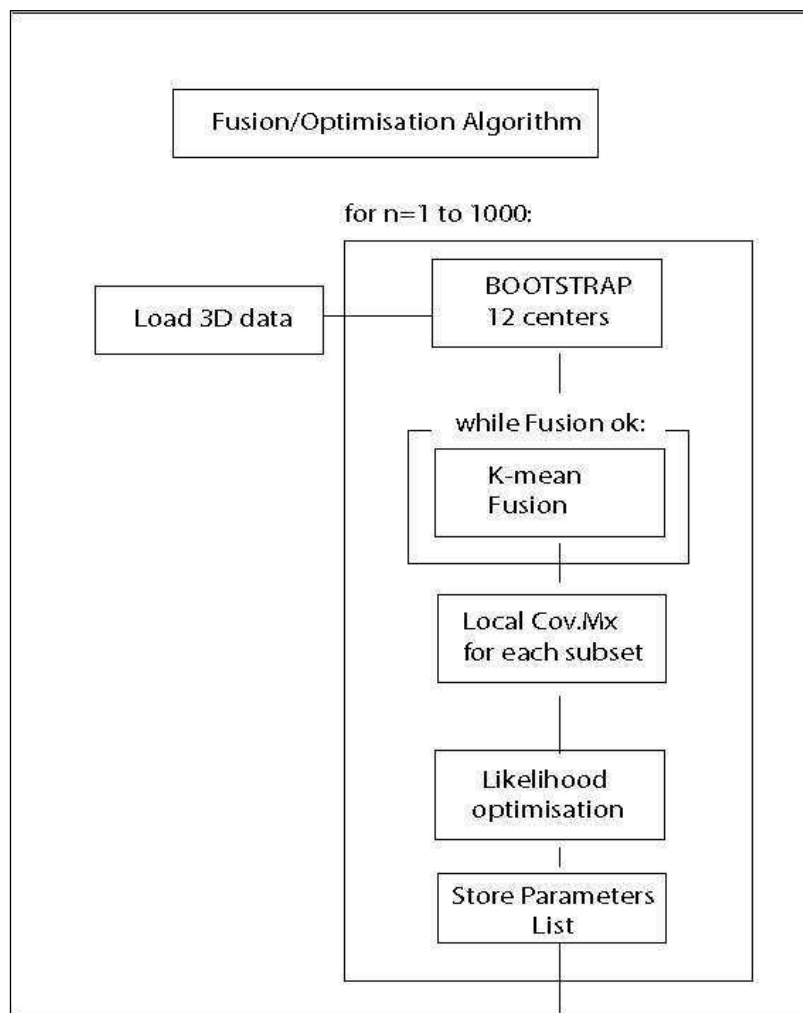 Fusion/Optimisation Algorithm
for n=1 to 1000:
Load 3D data
BOOTSTRAP
12 centers
while Fusion ok:
K-mean
Fusion
Local Cov.Mx
for each subset
Likelihood
optimisation
Store Parameters
List